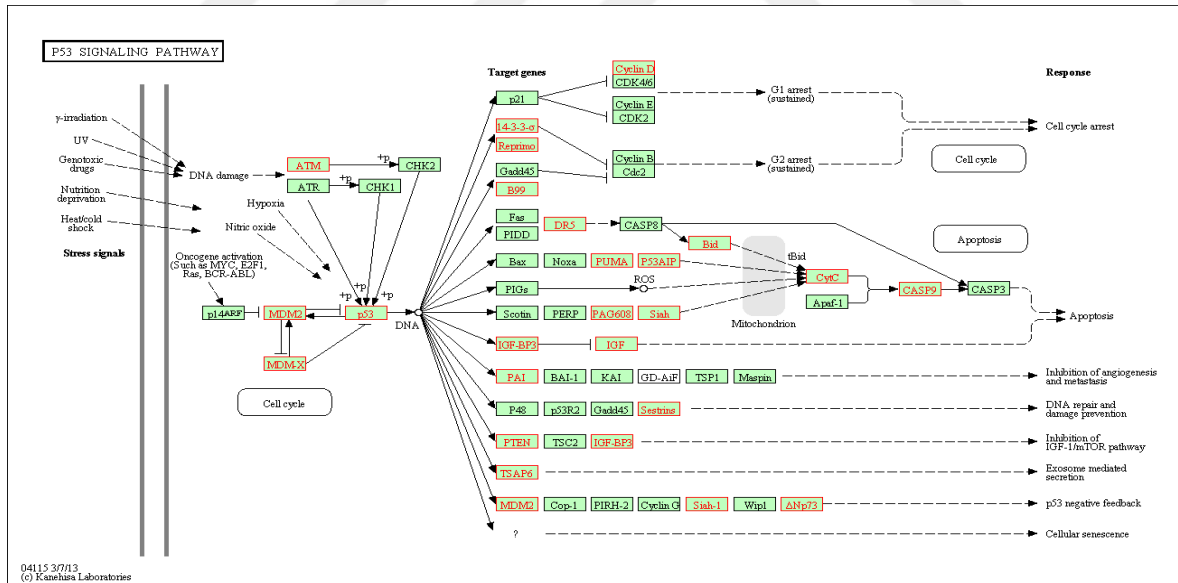 P53 SIGNALING PATHWAY
Target genes
Response
Cyclin D
CDK4/6
p21
Cyclin E
CDK2
G1 arrest
(sustained)
Cell cycle arrest
14-3-3-σ
Reprimo
Gadd45
B99
Cyclin B
Cdc2
G2 arrest
(sustained)
Cell cycle
γ-irradiation
UV
Genotoxic
drugs
Nutrition
deprivation
Heat/cold
shock
Stress signals
DNA damage
ATM
+p
CHK2
ATR
+p
CHK1
Hypoxia
Nitric oxide
Oncogene activation
(Such as MYC, E2F1,
Ras, BCR-ABL)
+p
+p
+p
p14ARF
MDM2
p53
DNA
MDM-X
Cell cycle
Fas
PIDD
DR5
CASP8
Bid
tBid
Apoptosis
Bax
Noxa
PUMA
P53AIP
CytC
PIGs
ROS
CASP9
CASP3
Apaf-1
Scotin
PERP
PAG608
Siah
Mitochondrion
Apoptosis
IGF-BP3
IGF
PAI
BAI-1
KAI
GD-AiF
TSP1
Maspin
Inhibition of angiogenesis
and metastasis
P48
p53R2
Gadd45
Sestrins
DNA repair and
damage prevention
PTEN
TSC2
IGF-BP3
Inhibition of
IGF-1/mTOR pathway
TSAP6
Exosome mediated
secretion
MDM2
Cop-1
PIRH-2
Cyclin G
Siah-1
Wip1
ΔNp73
p53 negative feedback
?
Cellular senescence
04115 3/7/13
(c) Kanehisa Laboratories